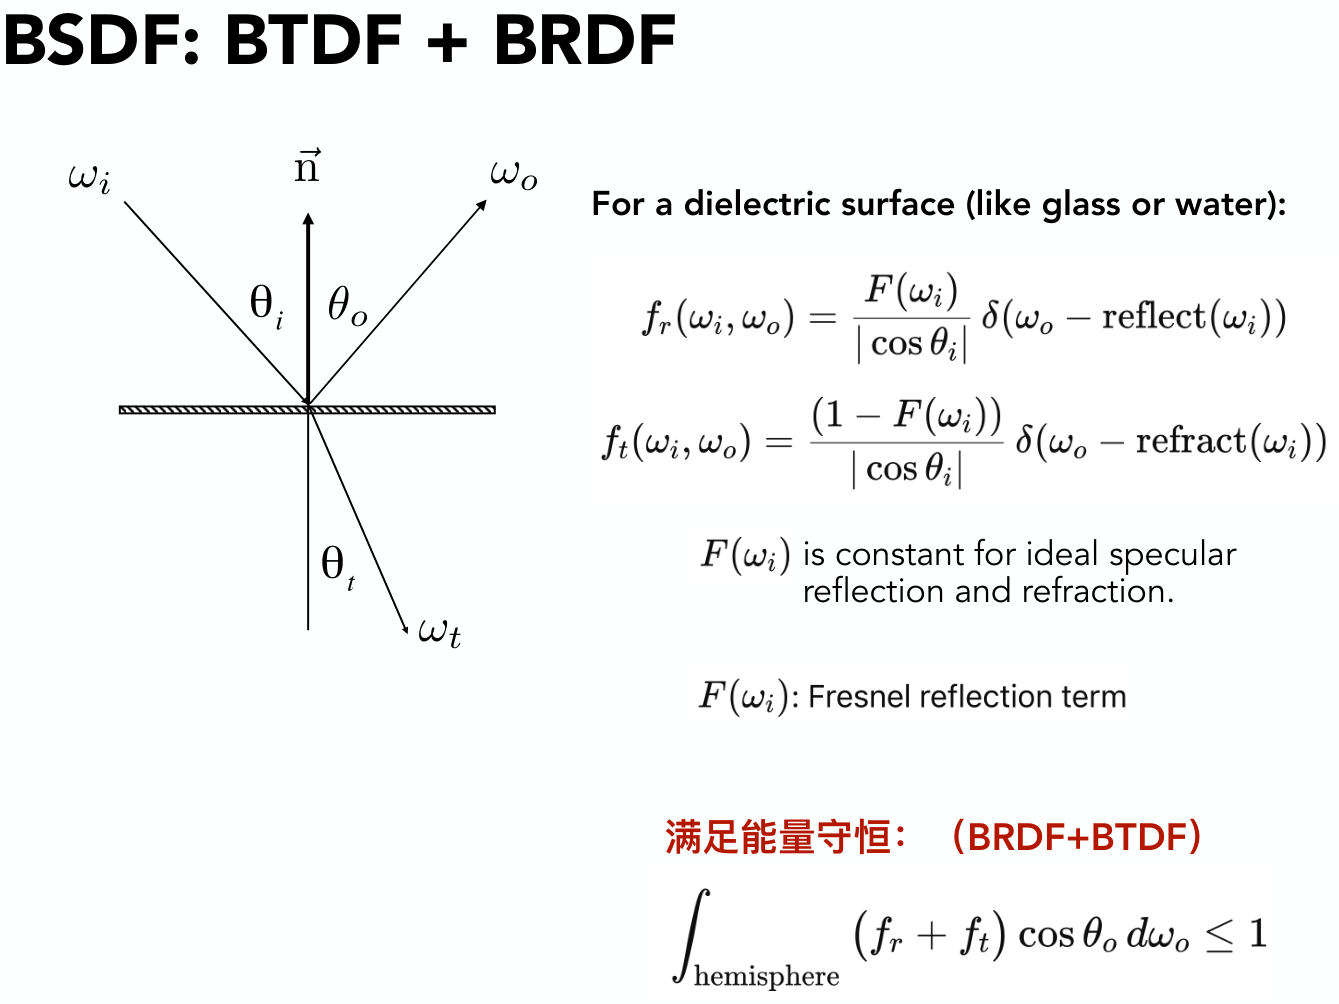 BSDF: BTDF + BRDF
ωᵢ
n⃗
ωₒ
θᵢ
θₒ
θₜ
ωₜ
For a dielectric surface (like glass or water):
fᵣ(ωᵢ, ωₒ) = F(ωᵢ) / |cos θᵢ| δ(ωₒ − reflect(ωᵢ))
fₜ(ωᵢ, ωₒ) = (1 − F(ωᵢ)) / |cos θᵢ| δ(ωₒ − refract(ωᵢ))
F(ωᵢ) is constant for ideal specular
reflection and refraction.
F(ωᵢ): Fresnel reflection term
满足能量守恒：（BRDF+BTDF）
∫hemisphere (fᵣ + fₜ) cos θₒ dωₒ ≤ 1